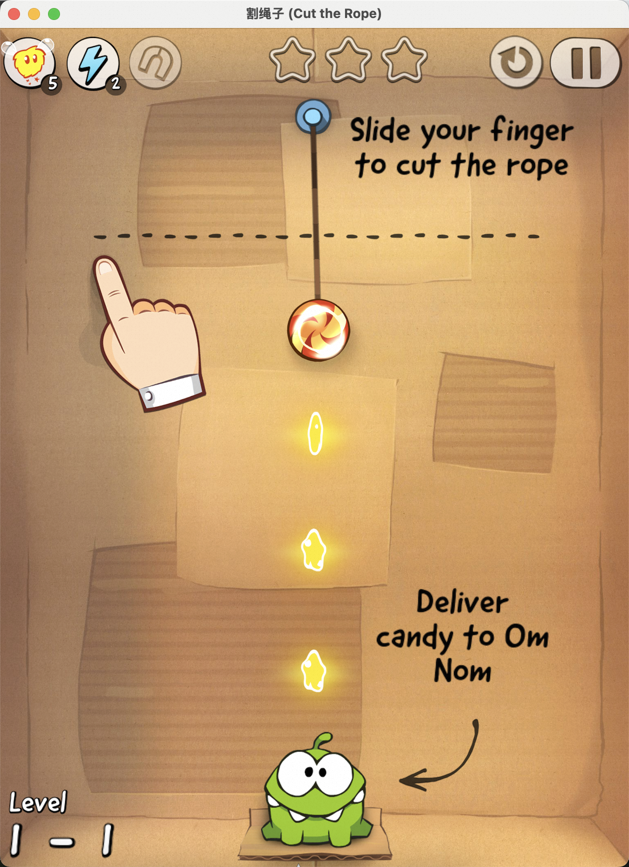 割绳子 (Cut the Rope)
5
2
Slide your finger
to cut the rope
Deliver
candy to Om
Nom
Level
1 - 1